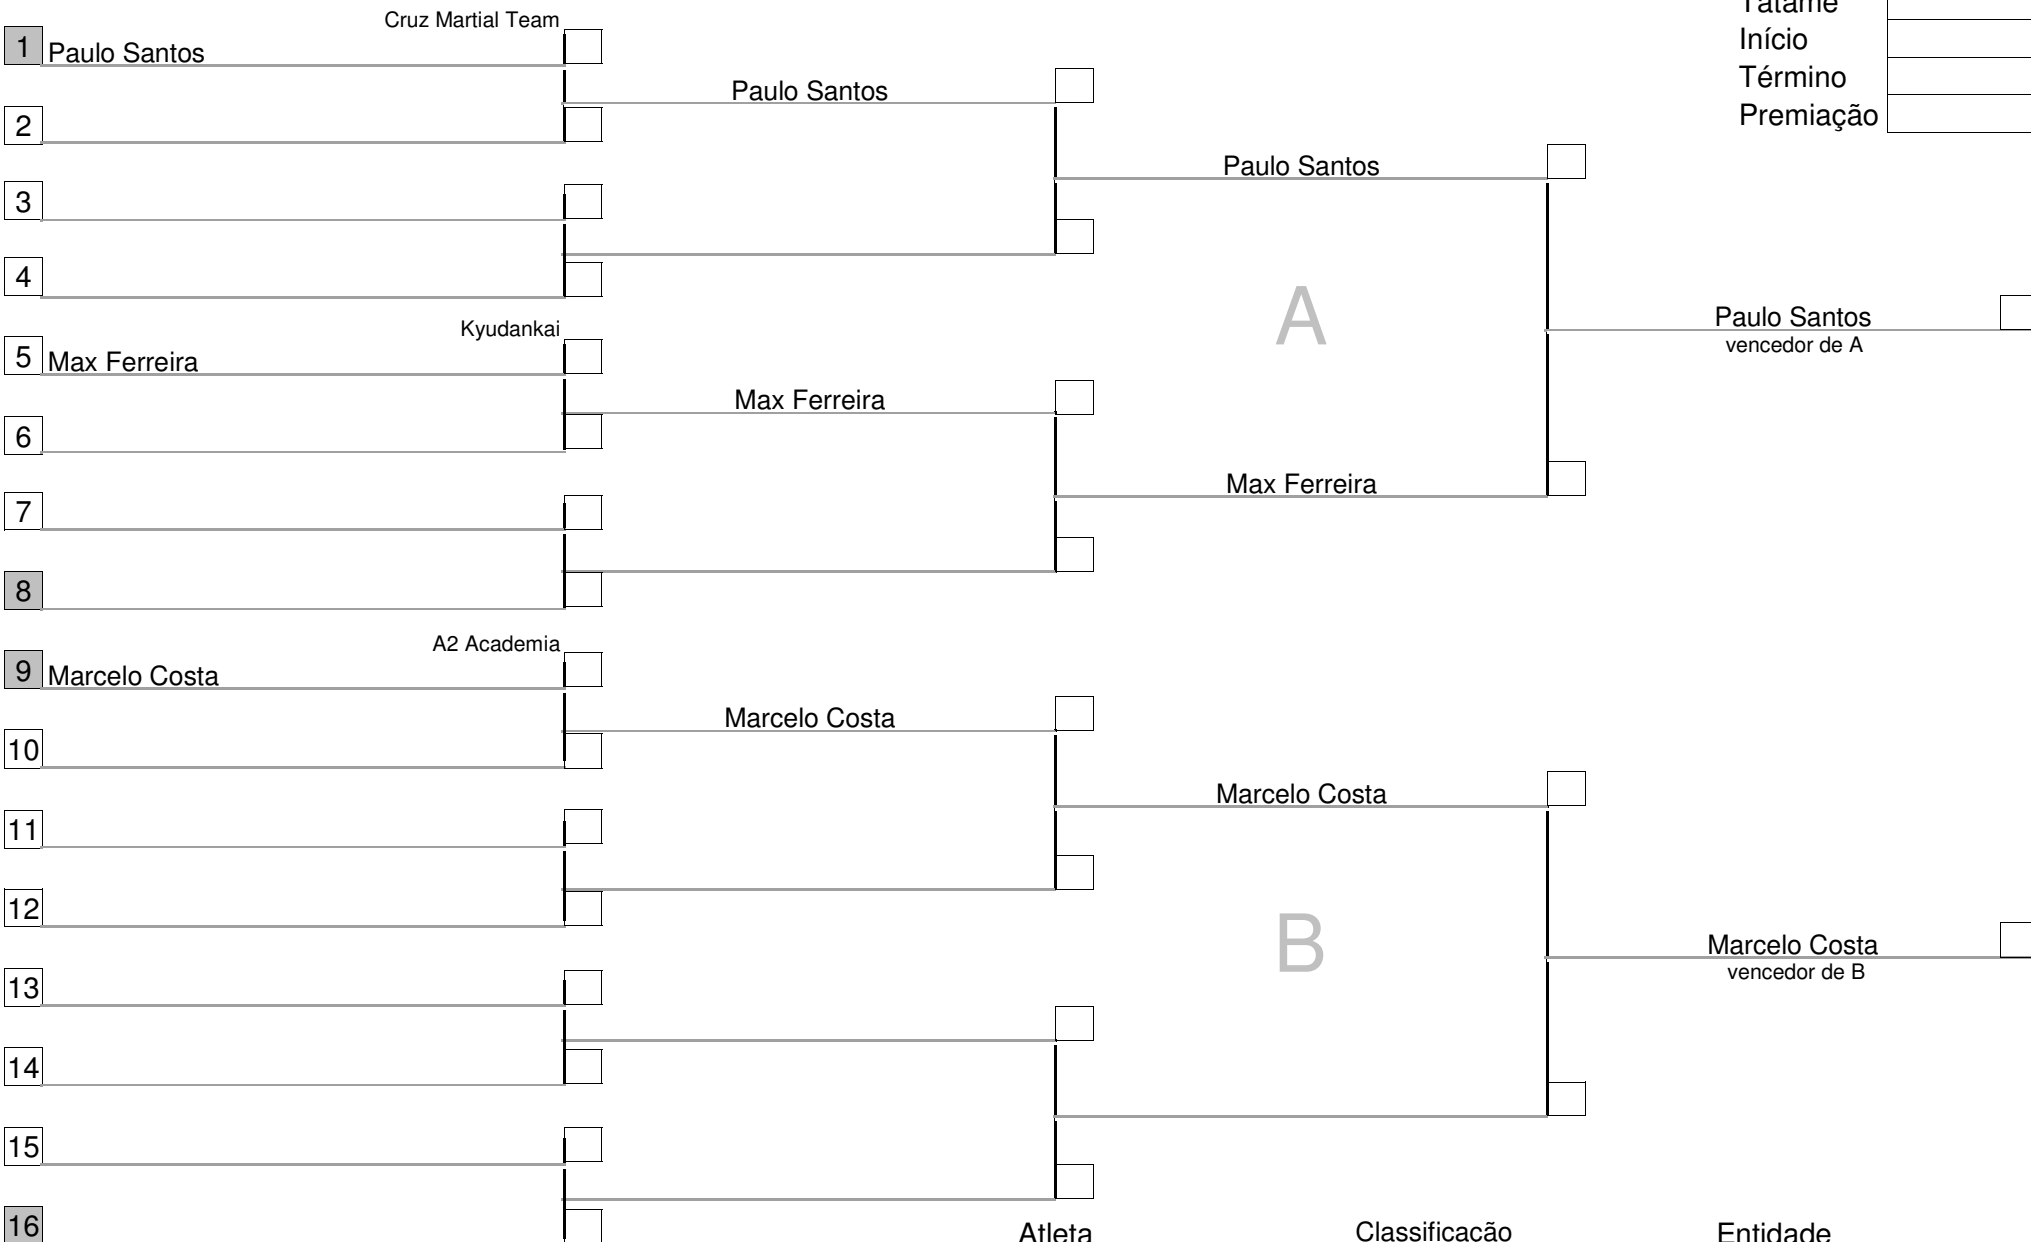 Cruz Martial Team
1 Paulo Santos
2
3
4
Kyudankai
5 Max Ferreira
6
7
8
A2 Academia
9 Marcelo Costa
10
11
12
13
14
15
16
Paulo Santos
Max Ferreira
Marcelo Costa
Paulo Santos
A
Max Ferreira
Marcelo Costa
B
Tatame
Início
Término
Premiação
Paulo Santos
vencedor de A
Marcelo Costa
vencedor de B
Atleta Classificação Entidade